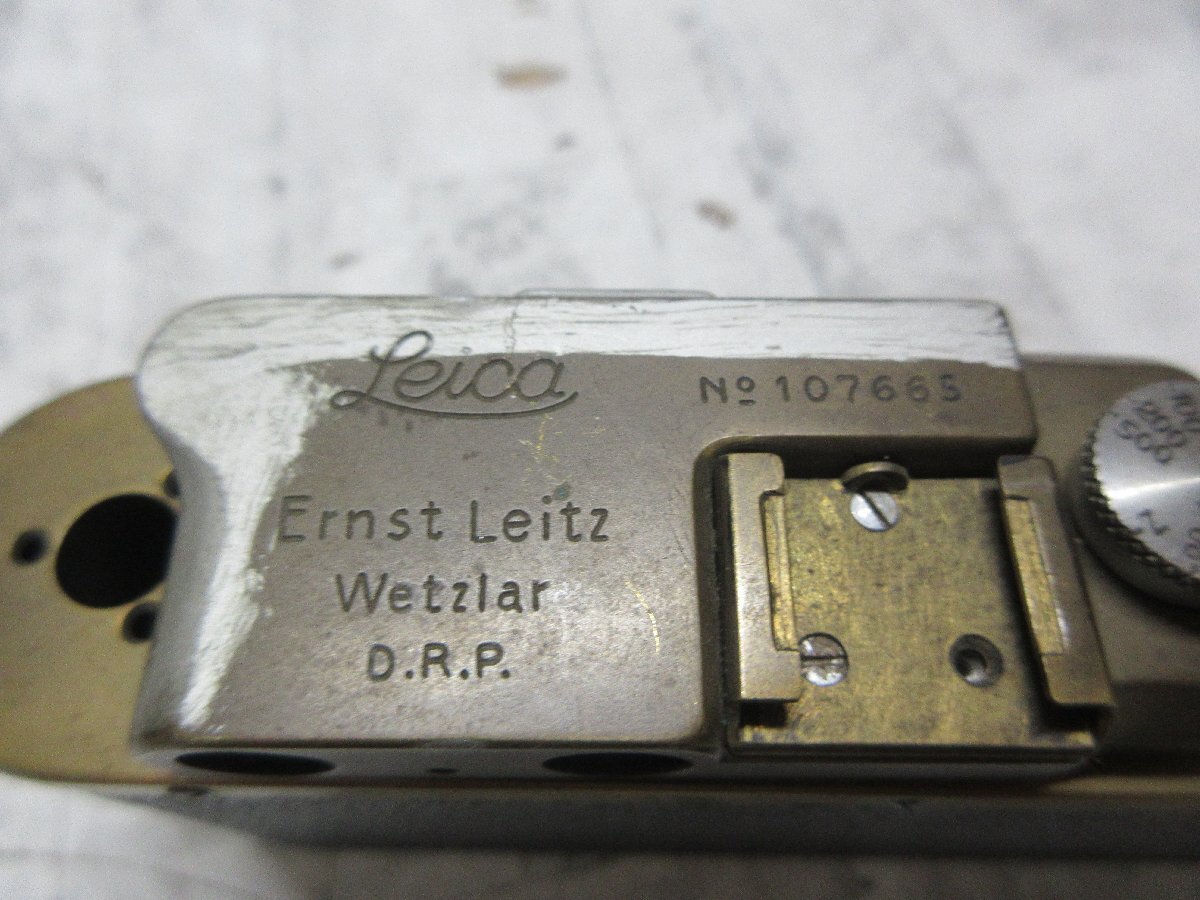 Leica
No 107665
Ernst Leitz
Wetzlar
D.R.P.
Z